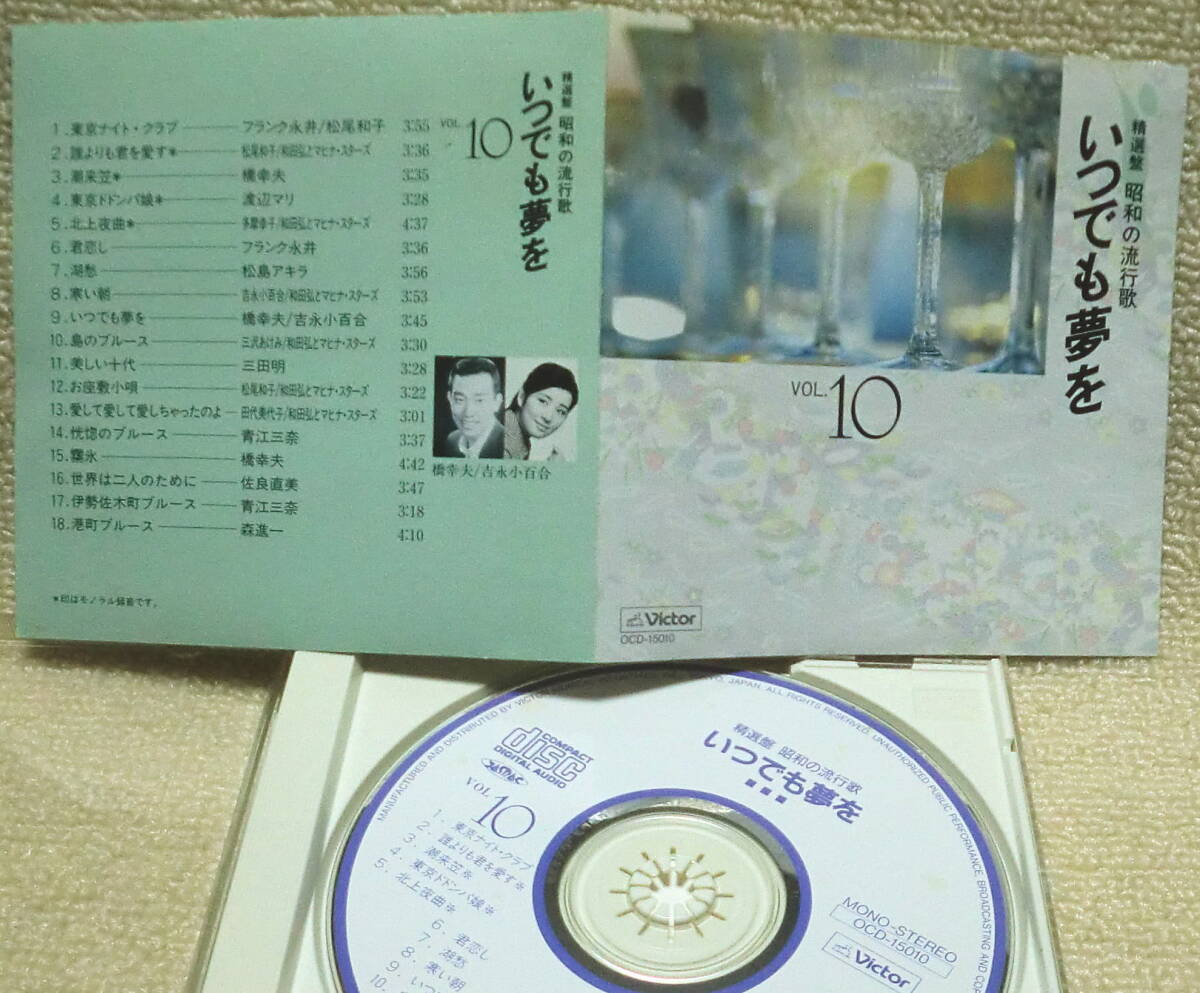 精選盤 昭和の流行歌
いつでも夢を
VOL. 10
1.東京ナイト・クラブ フランク永井/松尾和子 3:55
2.誰よりも君を愛す* 松尾和子/和田弘とマヒナ・スターズ 3:36
3.潮来笠* 橋幸夫 3:35
4.東京ドドンパ娘* 渡辺マリ 3:28
5.北上夜曲* 多摩幸子/和田弘とマヒナ・スターズ 4:37
6.君恋し フランク永井 3:36
7.湖愁 松島アキラ 3:56
8.寒い朝 吉永小百合/和田弘とマヒナ・スターズ 3:53
9.いつでも夢を 橋幸夫/吉永小百合 3:45
10.島のブルース 三沢あけみ/和田弘とマヒナ・スターズ 3:30
11.美しい十代 三田明 3:28
12.お座敷小唄 松尾和子/和田弘とマヒナ・スターズ 3:22
13.愛して愛して愛しちゃったのよ 田代美代子/和田弘とマヒナ・スターズ 3:01
14.恍惚のブルース 青江三奈 3:37
15.霧氷 橋幸夫 4:42
16.世界は二人のために 佐良直美 3:47
17.伊勢佐木町ブルース 青江三奈 3:18
18.港町ブルース 森進一 4:10
橋幸夫/吉永小百合
*印はモノラル録音です。
精選盤 昭和の流行歌
いつでも夢を
VOL. 10
Victor
OCD-15010
MANUFACTURED AND DISTRIBUTED BY VICTOR
JAPAN. ALL RIGHTS RESERVED. UNAUTHORIZED PUBLIC PERFORMANCE, BROADCASTING AND
COMPACT
disc
DIGITAL AUDIO
JASRAC
精選盤 昭和の流行歌
いつでも夢を
VOL. 10
1. 東京ナイト・クラブ
2. 誰よりも君を愛す*
3. 潮来笠*
4. 東京ドドンパ娘*
5. 北上夜曲*
6. 君恋し
7. 湖愁
8. 寒い朝
9. いつ
10.
MONO-STEREO
OCD-15010
Victor